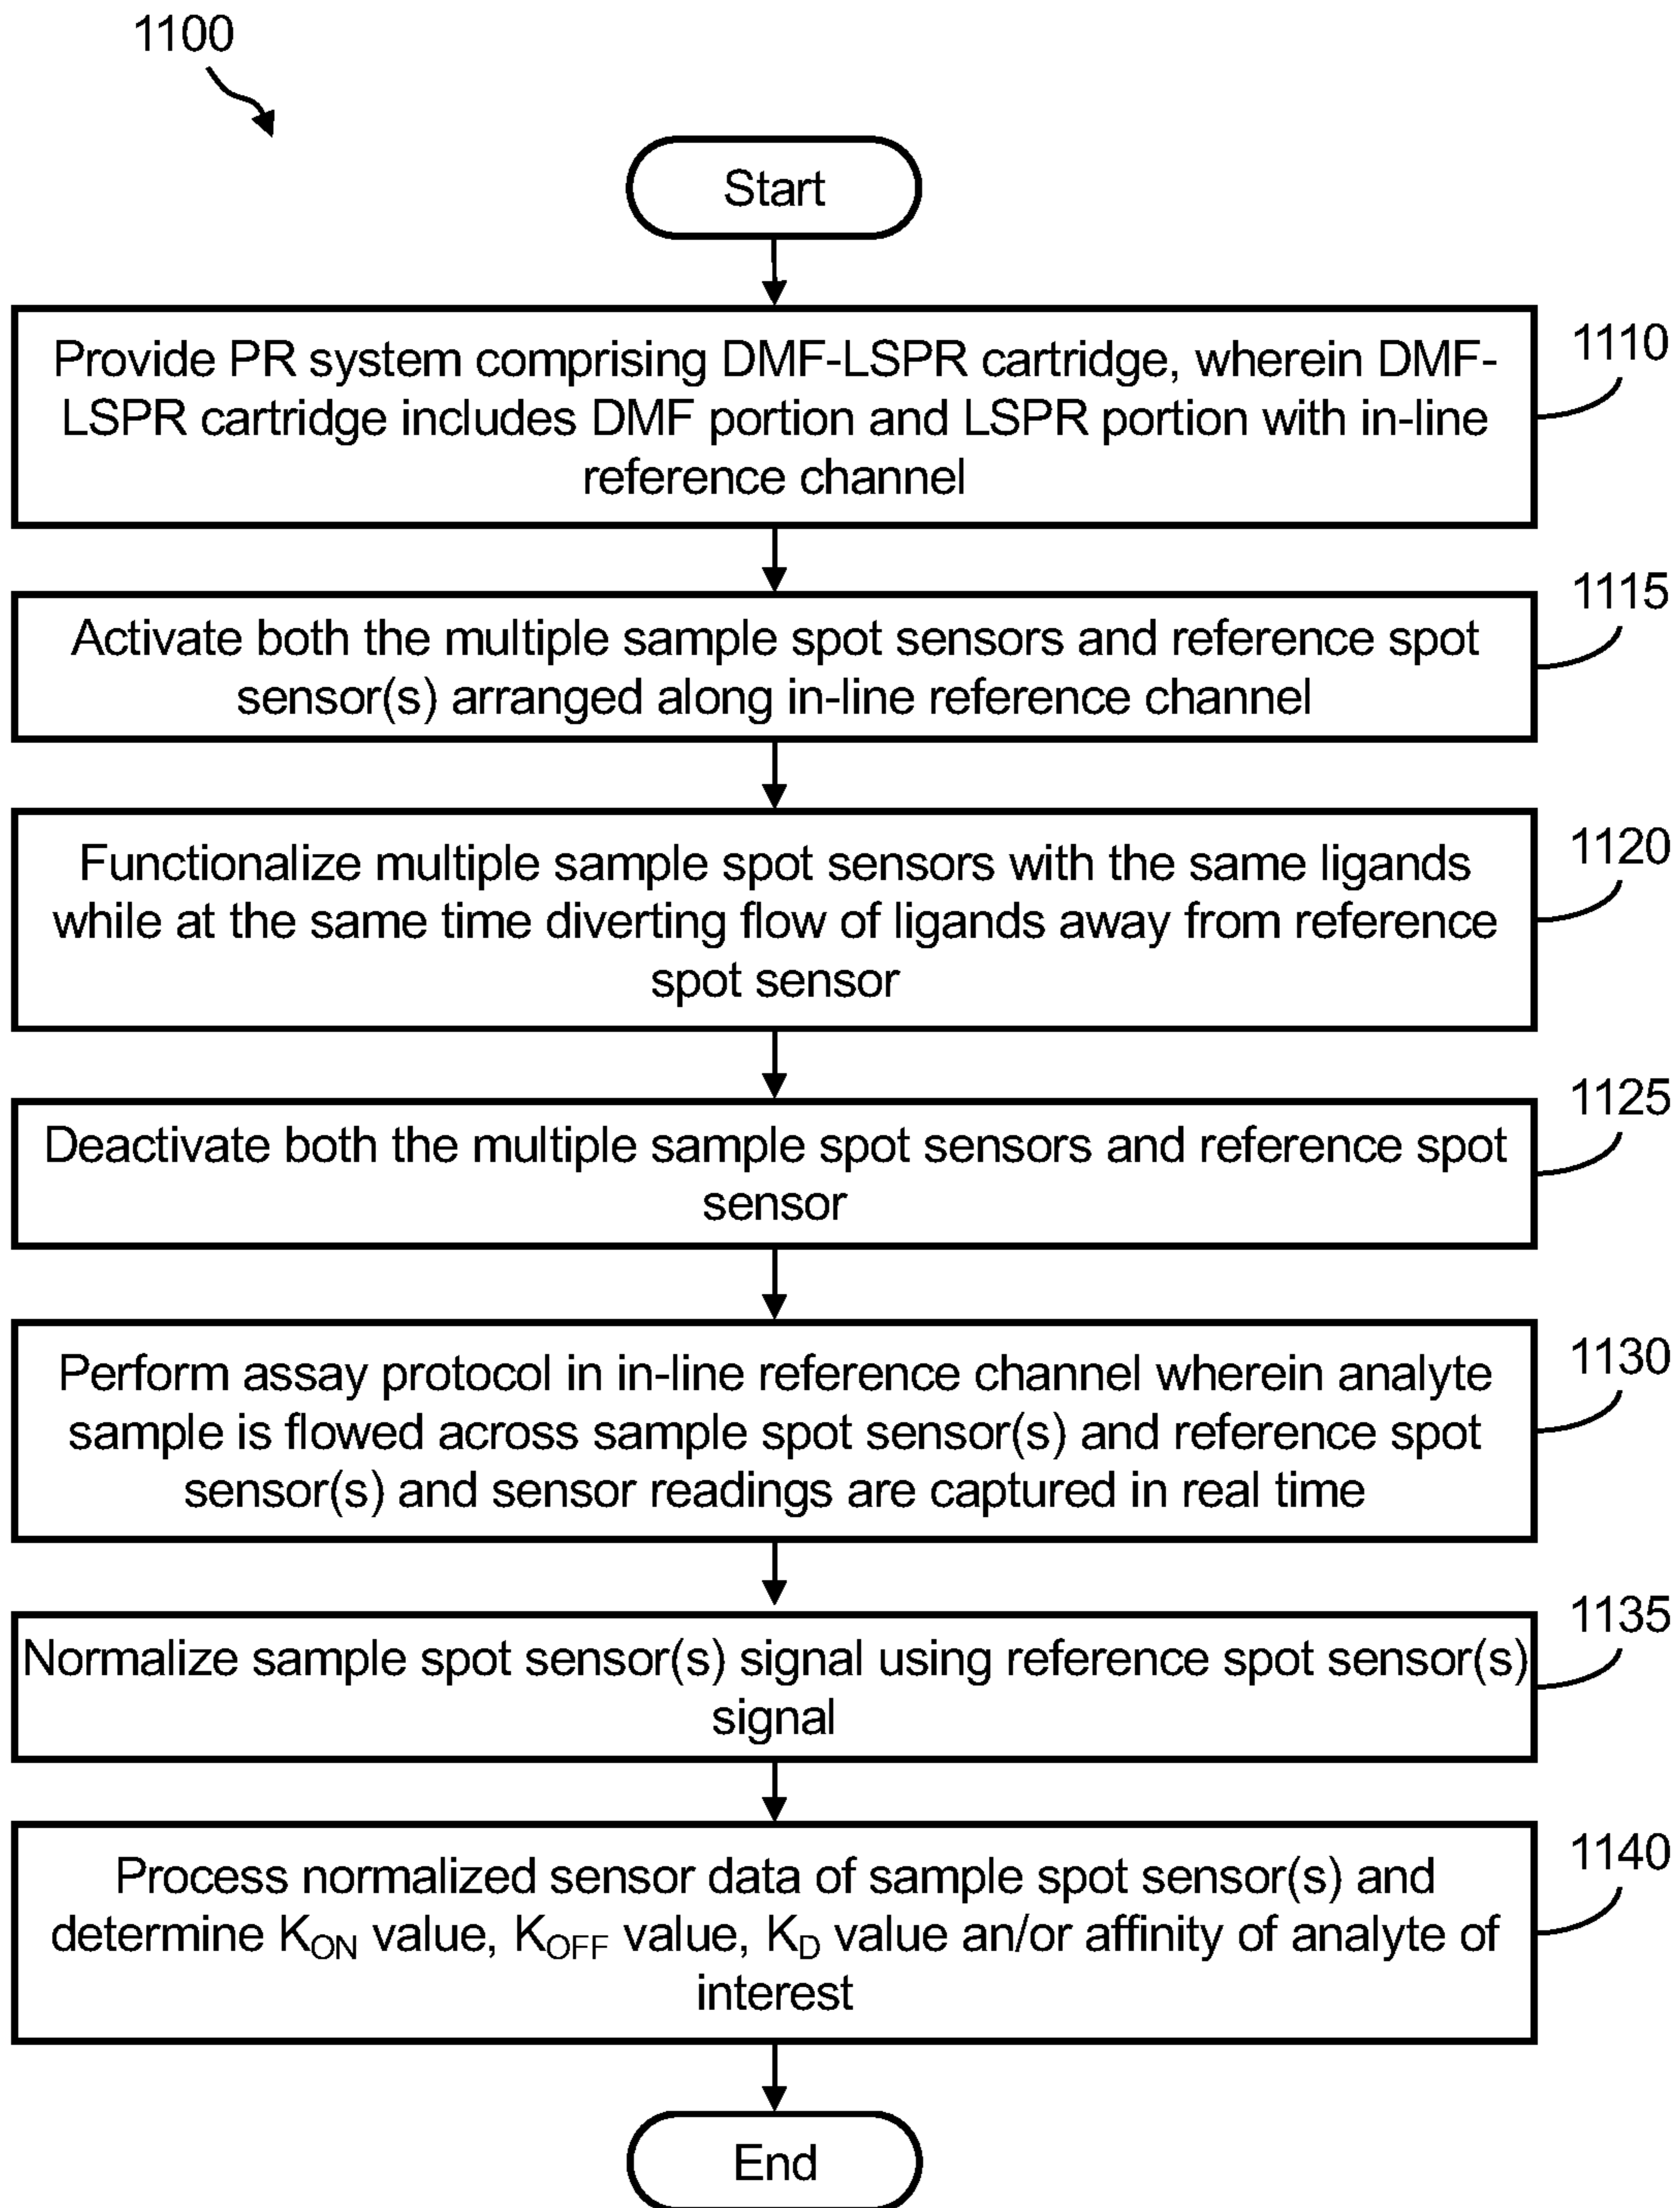 1100
Start
Provide PR system comprising DMF-LSPR cartridge, wherein DMF-
LSPR cartridge includes DMF portion and LSPR portion with in-line
reference channel
1110
Activate both the multiple sample spot sensors and reference spot
sensor(s) arranged along in-line reference channel
1115
Functionalize multiple sample spot sensors with the same ligands
while at the same time diverting flow of ligands away from reference
spot sensor
1120
Deactivate both the multiple sample spot sensors and reference spot
sensor
1125
Perform assay protocol in in-line reference channel wherein analyte
sample is flowed across sample spot sensor(s) and reference spot
sensor(s) and sensor readings are captured in real time
1130
Normalize sample spot sensor(s) signal using reference spot sensor(s)
signal
1135
Process normalized sensor data of sample spot sensor(s) and
determine K_ON value, K_OFF value, K_D value an/or affinity of analyte of
interest
1140
End